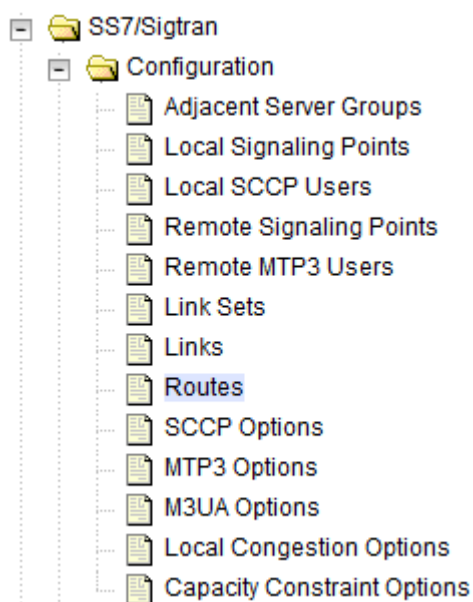 SS7/Sigtran
Configuration
Adjacent Server Groups
Local Signaling Points
Local SCCP Users
Remote Signaling Points
Remote MTP3 Users
Link Sets
Links
Routes
SCCP Options
MTP3 Options
M3UA Options
Local Congestion Options
Capacity Constraint Options